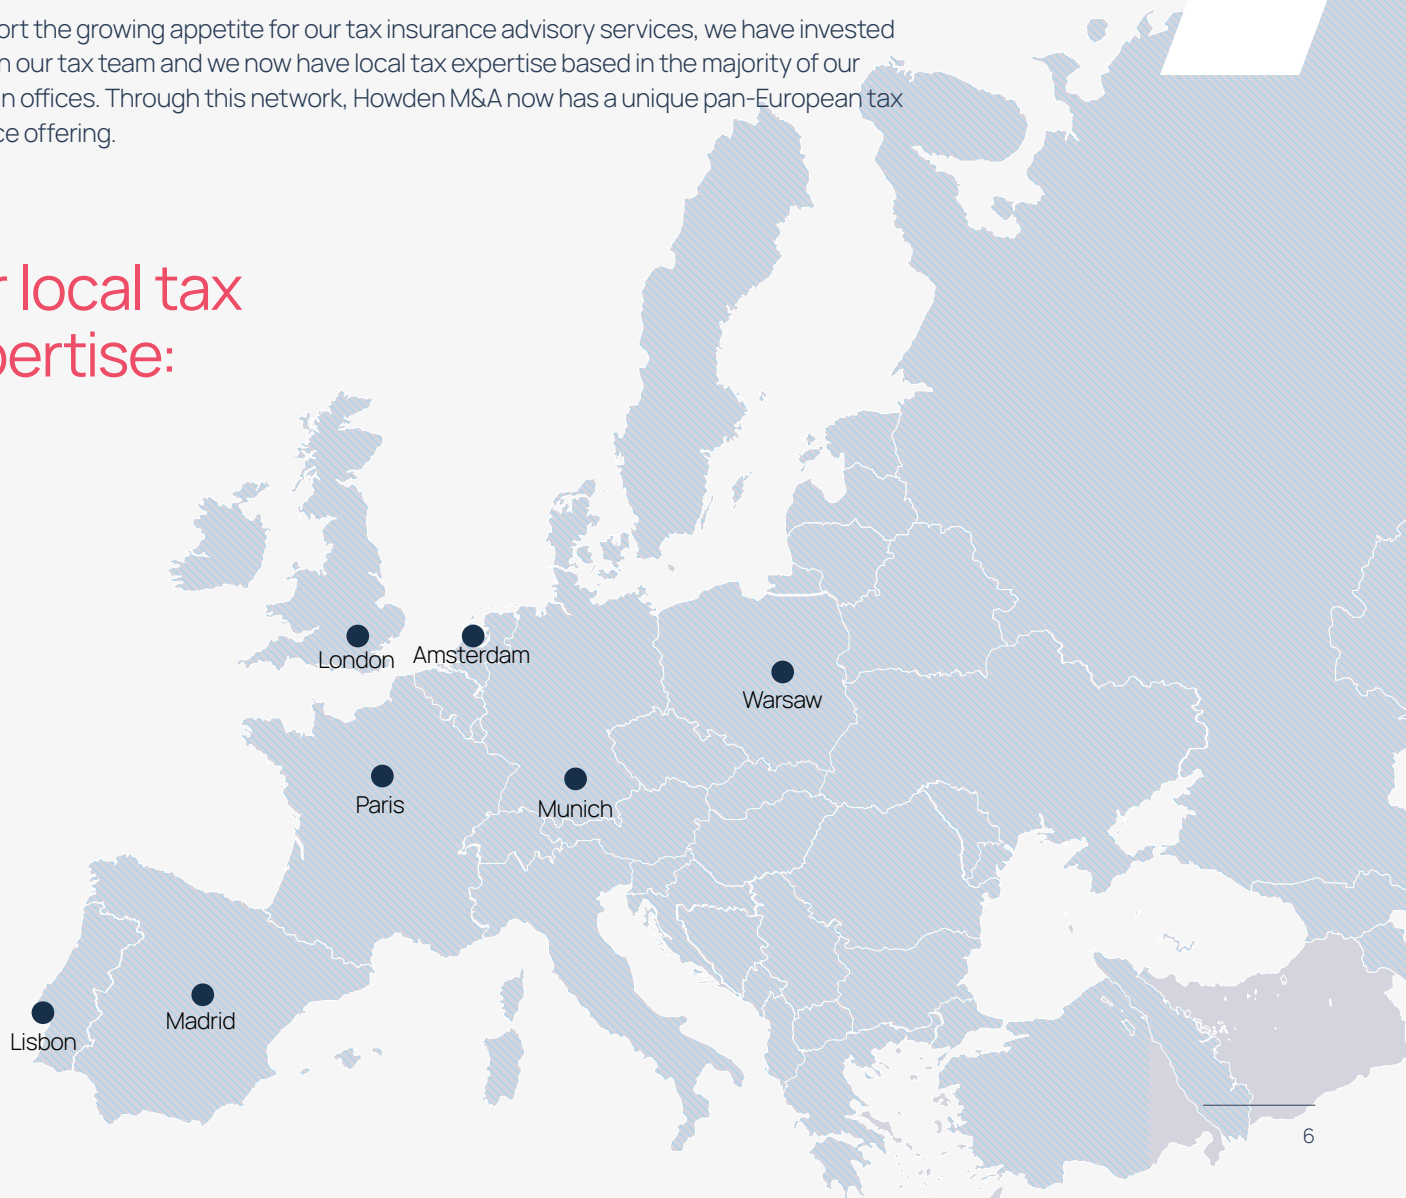 ort the growing appetite for our tax insurance advisory services, we have invested
n our tax team and we now have local tax expertise based in the majority of our
n offices. Through this network, Howden M&A now has a unique pan-European tax
ce offering.
r local tax
pertise:
London
Amsterdam
Warsaw
Paris
Munich
Madrid
Lisbon
6